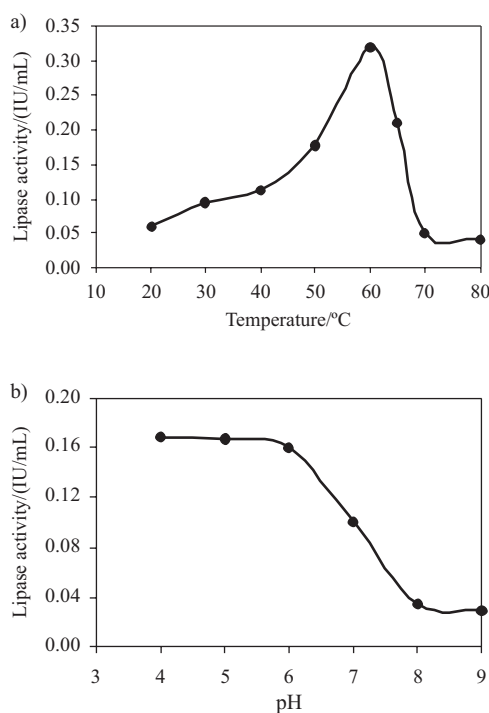 a)
0.35
0.30
0.25
0.20
0.15
0.10
0.05
0.00
Lipase activity/(IU/mL)
10 20 30 40 50 60 70 80
Temperature/ºC
b)
0.20
0.16
0.12
0.08
0.04
0.00
Lipase activity/(IU/mL)
3 4 5 6 7 8 9
pH